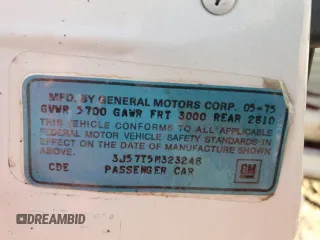 MFD. BY GENERAL MOTORS CORP. 05-75
GVWR 5700 GAWR FRT 3000 REAR 2810
THIS VEHICLE CONFORMS TO ALL APPLICABLE
FEDERAL MOTOR VEHICLE SAFETY STANDARDS IN
EFFECT ON THE DATE OF MANUFACTURE SHOWN
ABOVE.
3J57T5M323248
CDE PASSENGER CAR
GM
DREAMBID